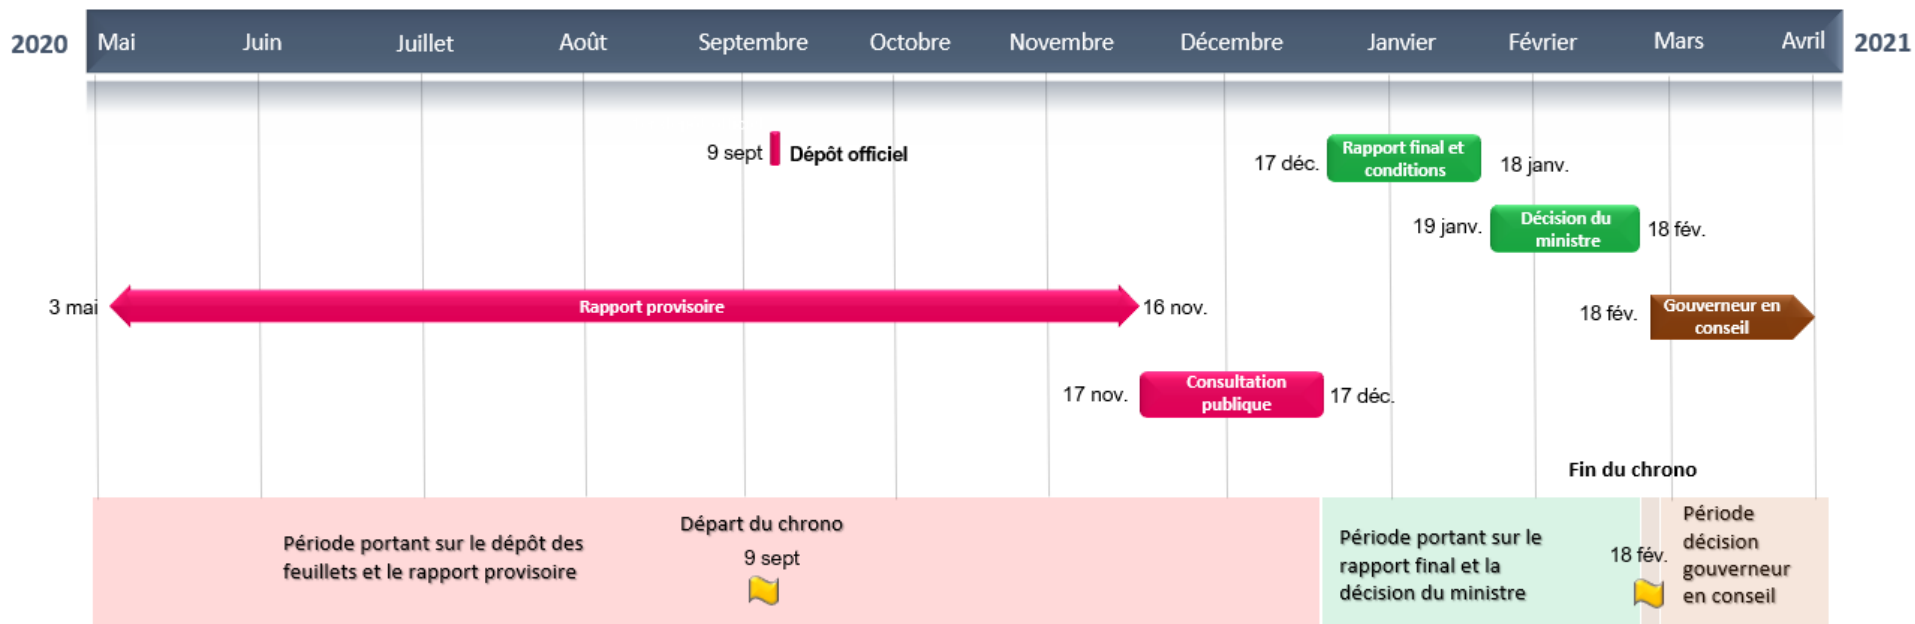 2020 Mai Juin Juillet Août Septembre Octobre Novembre Décembre Janvier Février Mars Avril 2021
9 sept Dépôt officiel
17 déc.
Rapport final et
conditions
18 janv.
19 janv.
Décision du
ministre
18 fév.
3 mai
Rapport provisoire
16 nov.
18 fév.
Gouverneur en
conseil
17 nov.
Consultation
publique
17 déc.
Fin du chrono
Période portant sur le dépôt des
feuillets et le rapport provisoire
Départ du chrono
9 sept
Période portant sur le
rapport final et la
décision du ministre
18 fév.
Période
décision
gouverneur
en conseil